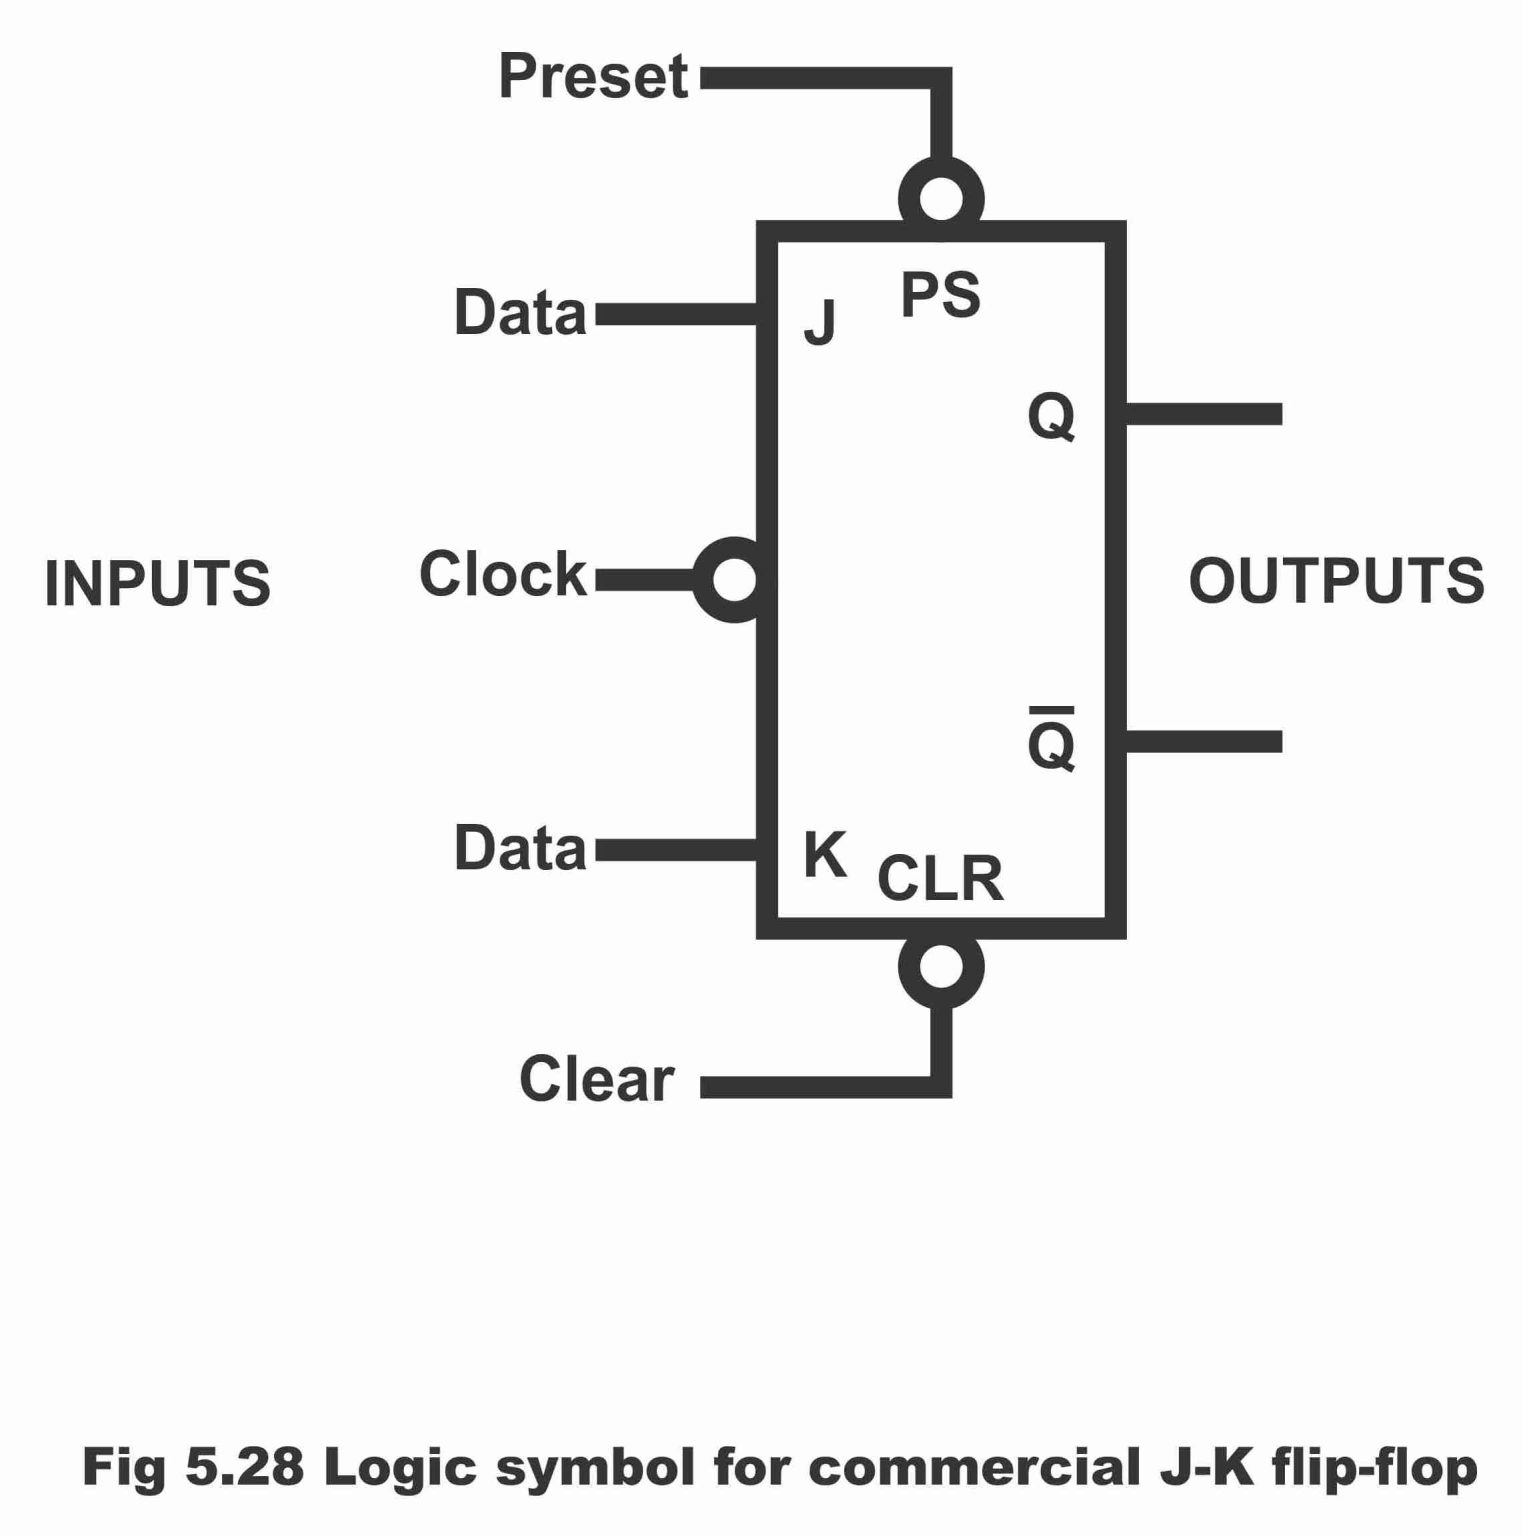 Preset
PS
Data
J
Q
INPUTS
Clock
OUTPUTS
Q̅
Data
K
CLR
Clear
Fig 5.28 Logic symbol for commercial J-K flip-flop